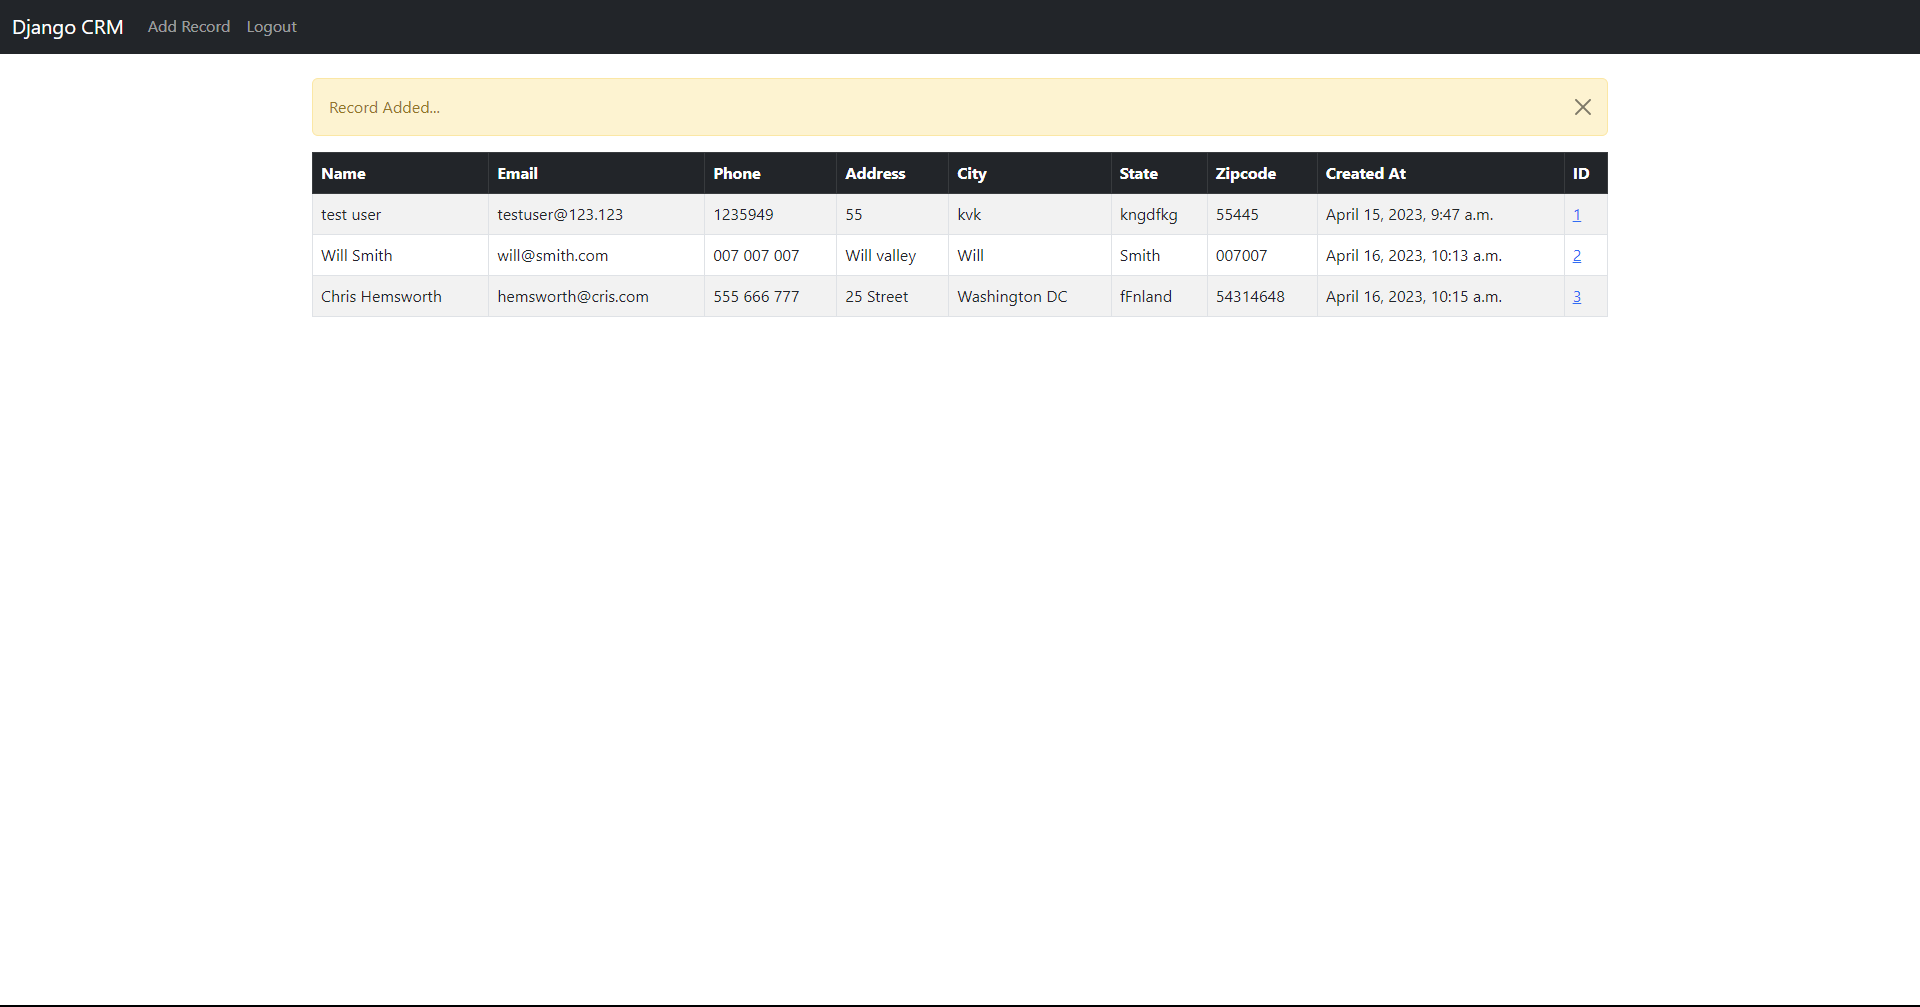 Django CRM Add Record Logout
Record Added...
Name Email Phone Address City State Zipcode Created At ID
test user testuser@123.123 1235949 55 kvk kngdfkg 55445 April 15, 2023, 9:47 a.m. 1
Will Smith will@smith.com 007 007 007 Will valley Will Smith 007007 April 16, 2023, 10:13 a.m. 2
Chris Hemsworth hemsworth@cris.com 555 666 777 25 Street Washington DC fFnland 54314648 April 16, 2023, 10:15 a.m. 3